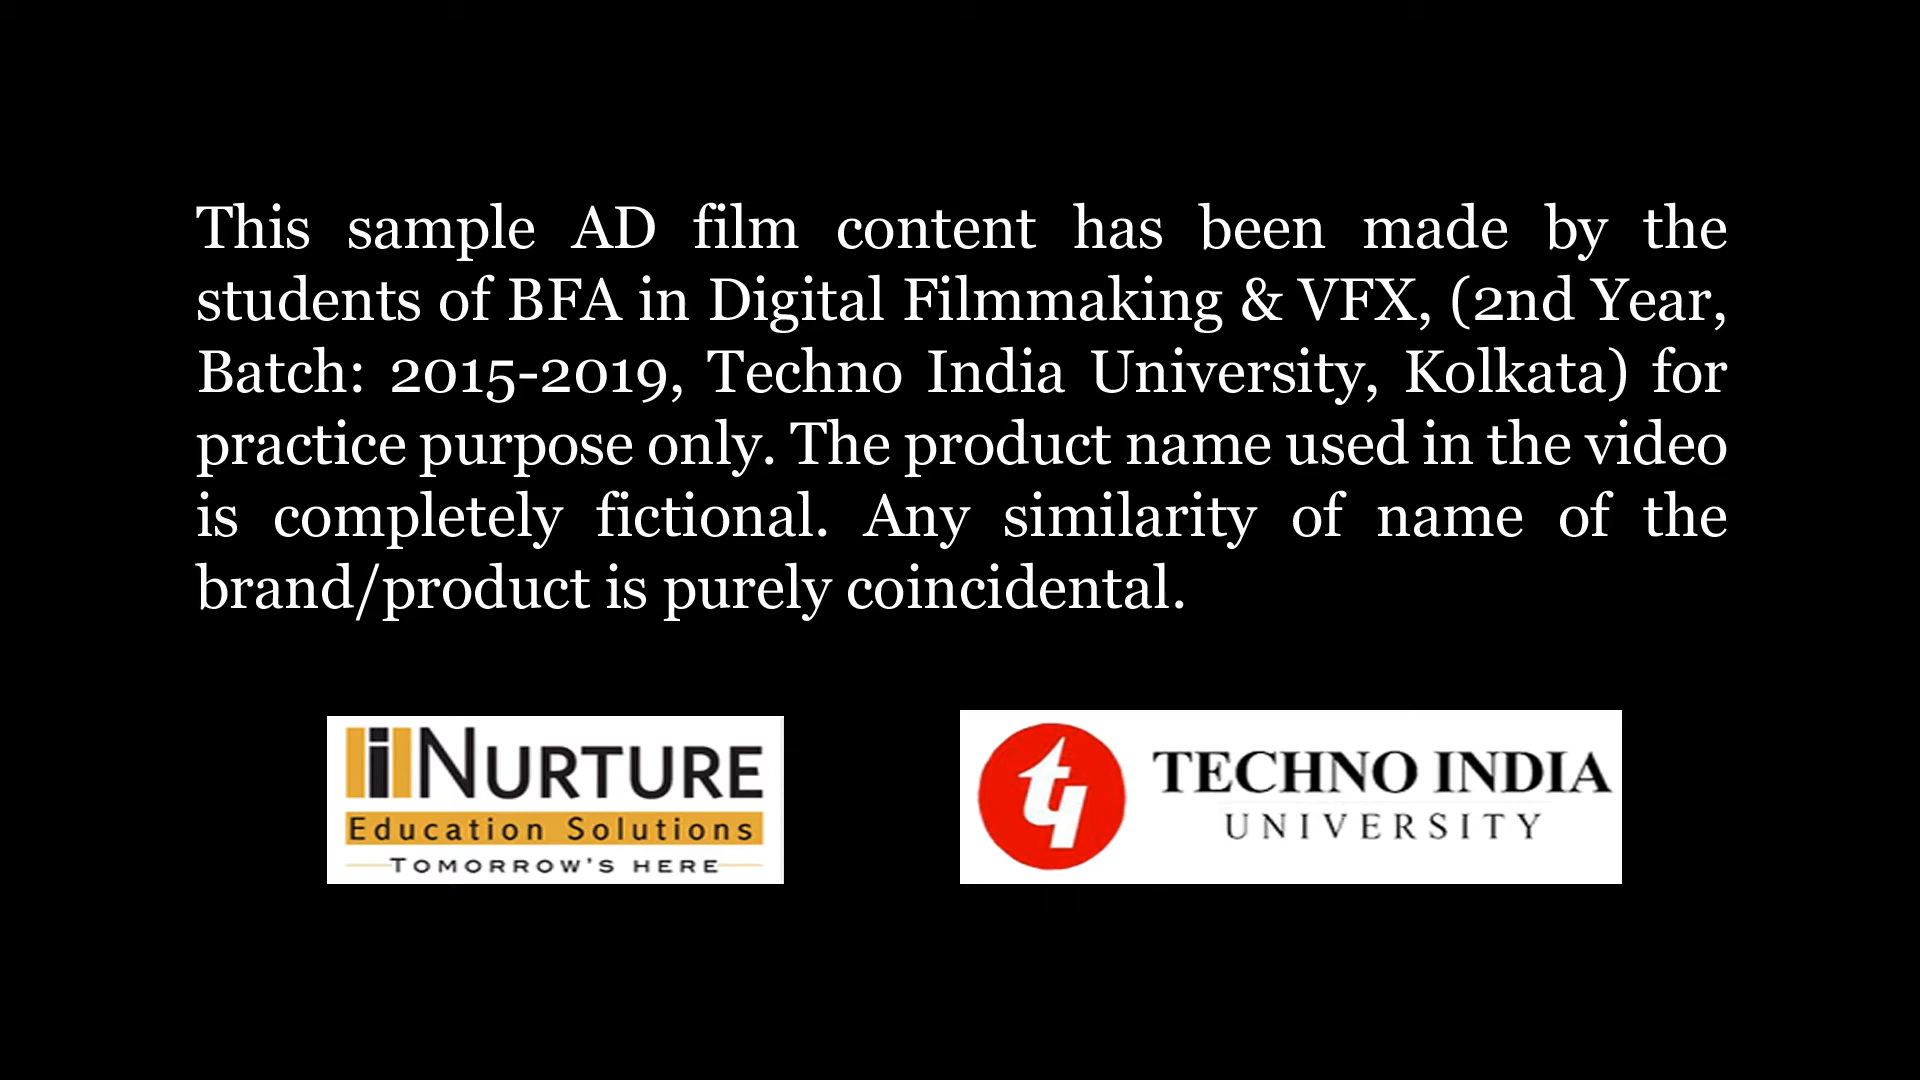 This sample AD film content has been made by the
students of BFA in Digital Filmmaking & VFX, (2nd Year,
Batch: 2015-2019, Techno India University, Kolkata) for
practice purpose only. The product name used in the video
is completely fictional. Any similarity of name of the
brand/product is purely coincidental.
iNURTURE
Education Solutions
TOMORROW'S HERE
TECHNO INDIA
UNIVERSITY